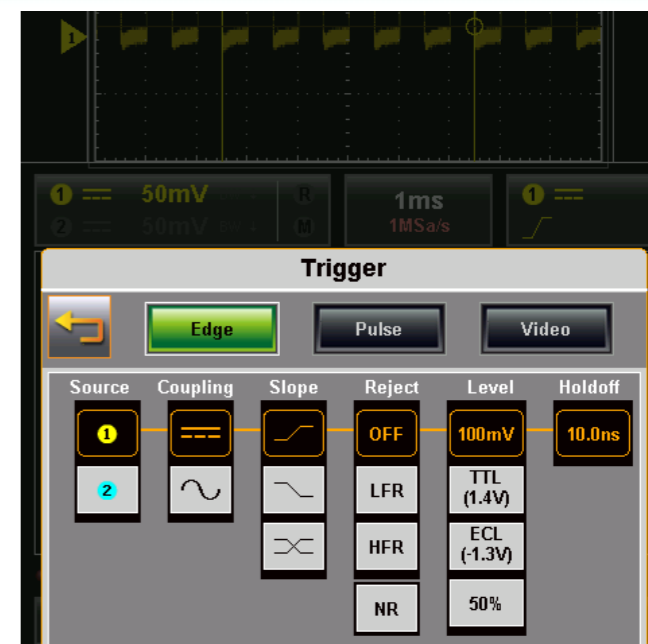 1
1 50mV R 1ms 1
2 50mV M 1MSa/s
Trigger
Edge Pulse Video
Source Coupling Slope Reject Level Holdoff
1 OFF 100mV 10.0ns
2 LFR TTL
(1.4V)
HFR ECL
(-1.3V)
NR 50%